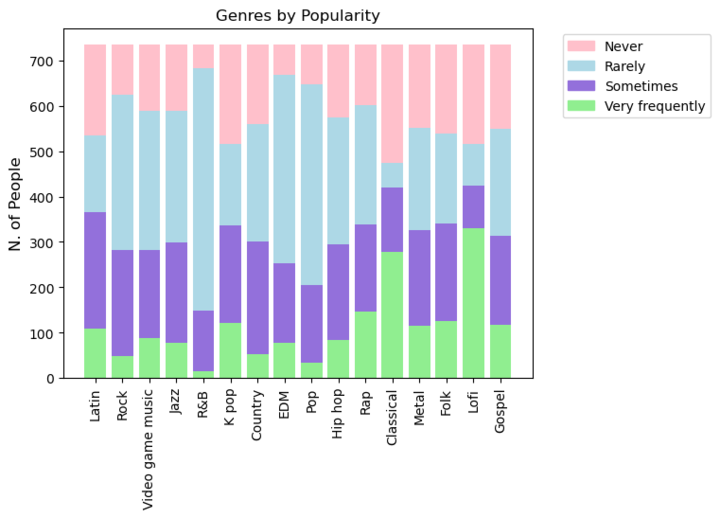 Genres by Popularity
Never
Rarely
Sometimes
Very frequently
N. of People
700
600
500
400
300
200
100
0
Latin
Rock
Video game music
Jazz
R&B
K pop
Country
EDM
Pop
Hip hop
Rap
Classical
Metal
Folk
Lofi
Gospel